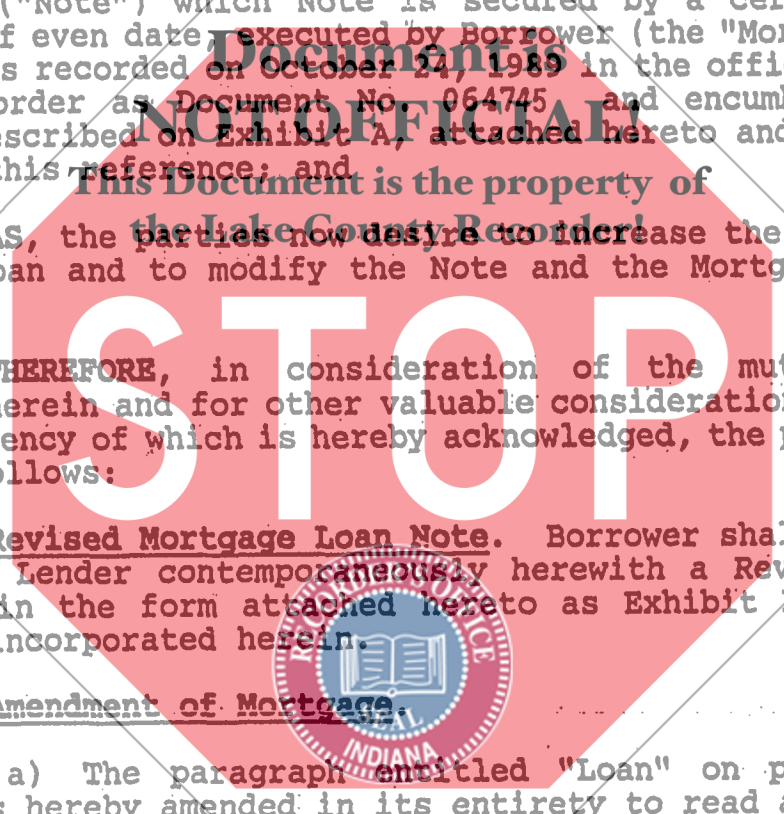 ("Note") which Note is secured by a
f even date, executed by Borrower (the "Mor
s recorded on October 24, 1989 in the offi
order as Document No. 064745 and encumb
escribed on Exhibit A, attached hereto and
this reference; and
AS, the parties now desire to increase the
oan and to modify the Note and the Mortg
HEREFORE, in consideration of the mut
herein and for other valuable consideratio
ency of which is hereby acknowledged, the
ollows:
Revised Mortgage Loan Note. Borrower sha
Lender contemporaneously herewith a Rev
in the form attached hereto as Exhibit
incorporated herein.
Amendment of Mortgage.
a) The paragraph entitled "Loan" on p
hereby amended in its entirety to read
Document is
NOT OFFICIAL!
This Document is the property of
the Lake County Recorder!
STOP
RECORDER'S OFFICE
SEAL
INDIANA